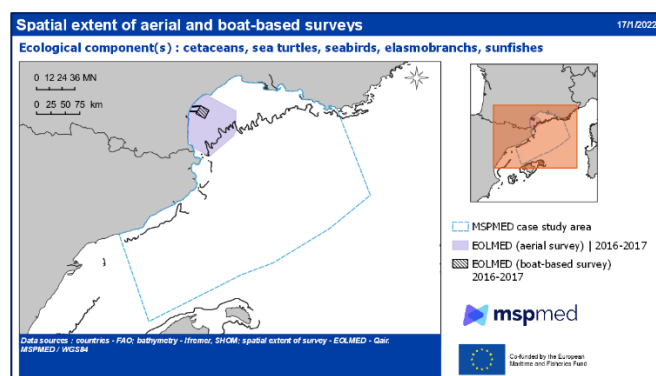 Spatial extent of aerial and boat-based surveys
17/1/2022
Ecological component(s) : cetaceans, sea turtles, seabirds, elasmobranchs, sunfishes
0 12 24 36 MN
0 25 50 75 km
MSPMED case study area
EOLMED (aerial survey) | 2016-2017
EOLMED (boat-based survey)
2016-2017
mspmed
Data sources : countries - FAO; bathymetry - Ifremer, SHOM; spatial extent of survey - EOLMED - Qair.
MSPMED / WGS84
Co-funded by the European
Maritime and Fisheries Fund